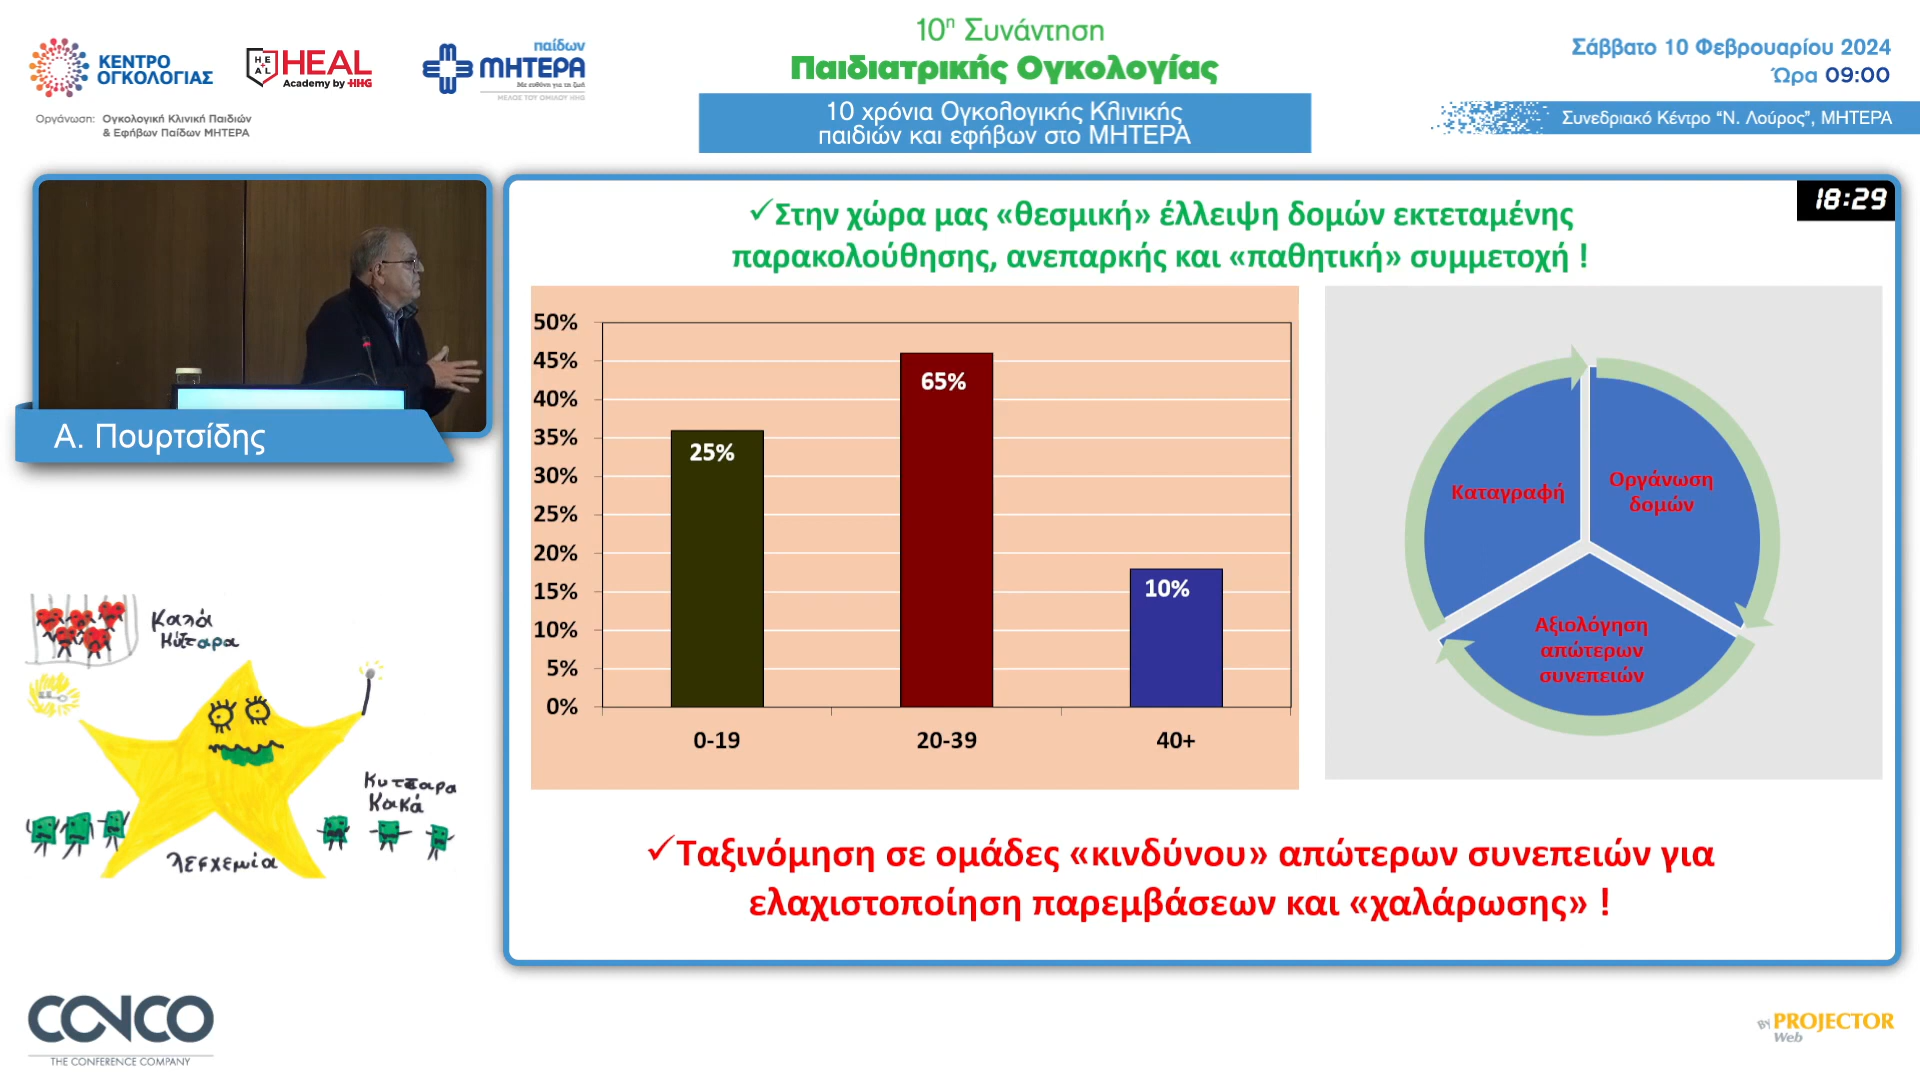 ΚΕΝΤΡΟ
ΟΓΚΟΛΟΓΙΑΣ
HEAL
HEAL
Academy by HHG
παίδων
ΜΗΤΕΡΑ
Με ευθύνη για τη ζωή
ΜΕΛΟΣ ΤΟΥ ΟΜΙΛΟΥ HHG
Οργάνωση: Ογκολογική Κλινική Παιδιών
& Εφήβων Παίδων ΜΗΤΕΡΑ
10η Συνάντηση
Παιδιατρικής Ογκολογίας
10 χρόνια Ογκολογικής Κλινικής
παιδιών και εφήβων στο ΜΗΤΕΡΑ
Σάββατο 10 Φεβρουαρίου 2024
Ώρα 09:00
Συνεδριακό Κέντρο “Ν. Λούρος”, ΜΗΤΕΡΑ
Α. Πουρτσίδης
18:29
✓Στην χώρα μας «θεσμική» έλλειψη δομών εκτεταμένης
παρακολούθησης, ανεπαρκής και «παθητική» συμμετοχή !
50%
45%
40%
35%
30%
25%
20%
15%
10%
5%
0%
25%
65%
10%
0-19
20-39
40+
Καταγραφή
Οργάνωση
δομών
Αξιολόγηση
απώτερων
συνεπειών
✓Ταξινόμηση σε ομάδες «κινδύνου» απώτερων συνεπειών για
ελαχιστοποίηση παρεμβάσεων και «χαλάρωσης» !
Καλά
Κύτταρα
Κυτταρα
Κακά
λεχαιμία
CONCO
THE CONFERENCE COMPANY
BY PROJECTOR
Web